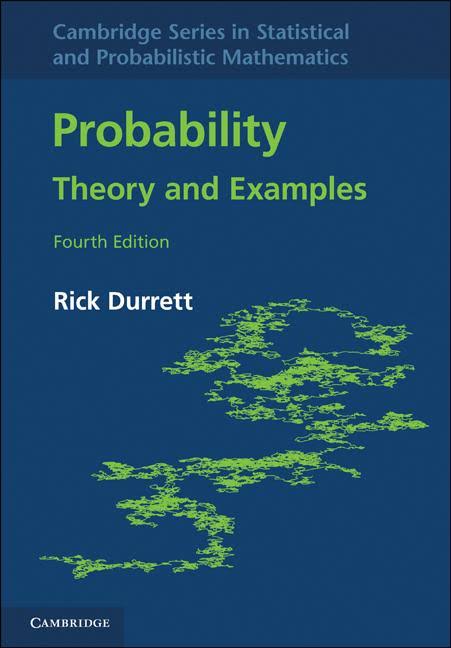 Cambridge Series in Statistical
and Probabilistic Mathematics
Probability
Theory and Examples
Fourth Edition
Rick Durrett
CAMBRIDGE